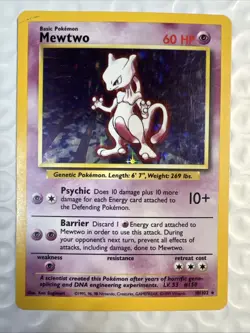 Basic Pokémon
Mewtwo 60 HP
Genetic Pokémon. Length: 6' 7", Weight: 269 lbs.
Psychic Does 10 damage plus 10 more
damage for each Energy card attached to
the Defending Pokémon. 10+
Barrier Discard 1 Energy card attached
to Mewtwo in order to use this attack. During
your opponent's next turn, prevent all effects of
attacks, including damage, done to Mewtwo.
weakness resistance retreat cost
A scientist created this Pokémon after years of horrific gene-
splicing and DNA engineering experiments. LV. 53 #150